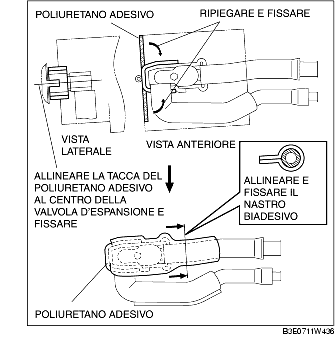 POLIURETANO ADESIVO
RIPIEGARE E FISSARE
VISTA
LATERALE
VISTA ANTERIORE
ALLINEARE LA TACCA DEL
POLIURETANO ADESIVO
AL CENTRO DELLA
VALVOLA D'ESPANSIONE E
FISSARE
ALLINEARE E
FISSARE IL
NASTRO
BIADESIVO
POLIURETANO ADESIVO
B3E0711W436